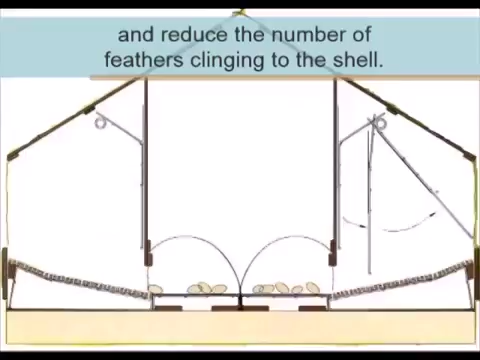 and reduce the number of
feathers clinging to the shell.